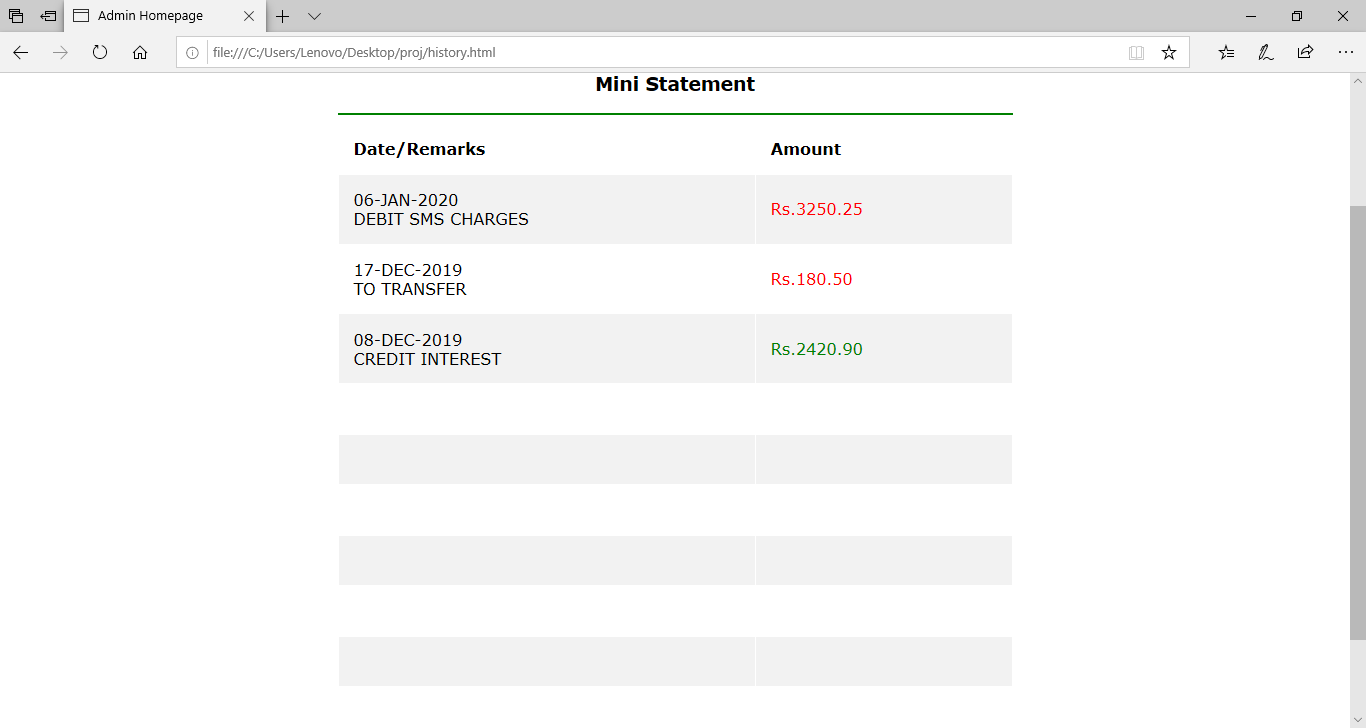 Admin Homepage
file:///C:/Users/Lenovo/Desktop/proj/history.html
Mini Statement
Date/Remarks Amount
06-JAN-2020
DEBIT SMS CHARGES
Rs.3250.25
17-DEC-2019
TO TRANSFER
Rs.180.50
08-DEC-2019
CREDIT INTEREST
Rs.2420.90